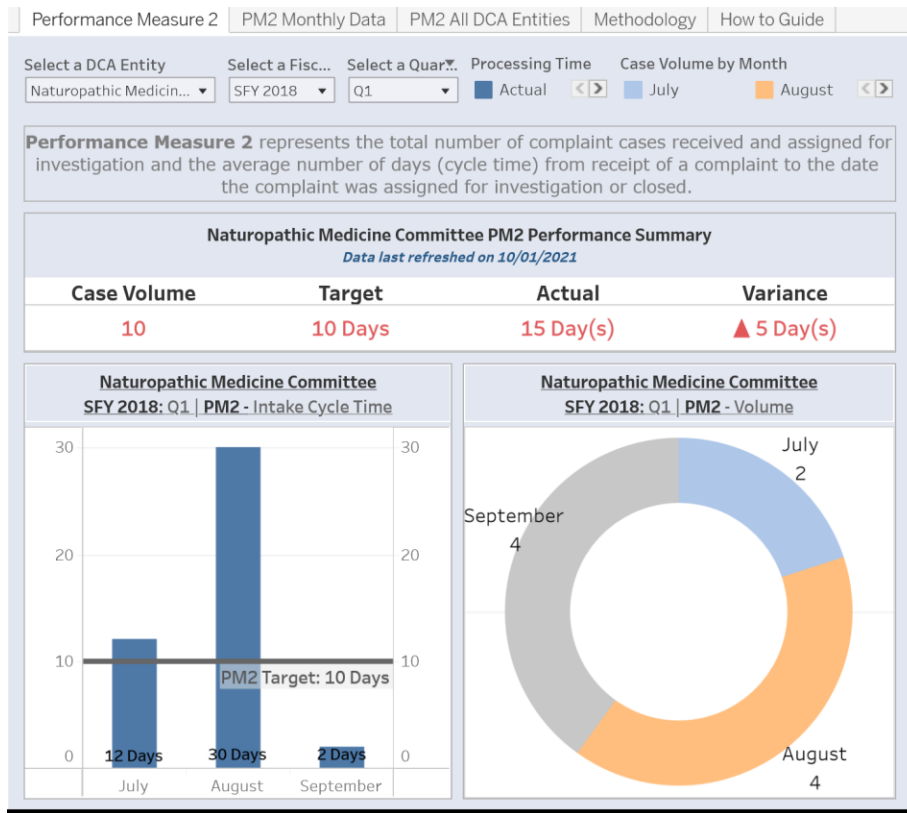 Performance Measure 2
PM2 Monthly Data
PM2 All DCA Entities
Methodology
How to Guide
Select a DCA Entity
Select a Fisc...
Select a Quar...
Processing Time
Case Volume by Month
Naturopathic Medicin...
SFY 2018
Q1
Actual
July
August
Performance Measure 2 represents the total number of complaint cases received and assigned for
investigation and the average number of days (cycle time) from receipt of a complaint to the date
the complaint was assigned for investigation or closed.
Naturopathic Medicine Committee PM2 Performance Summary
Data last refreshed on 10/01/2021
Case Volume Target Actual Variance
10 10 Days 15 Day(s) ▲ 5 Day(s)
Naturopathic Medicine Committee
SFY 2018: Q1 | PM2 - Intake Cycle Time
30 30
20 20
10 10
PM2 Target: 10 Days
0 12 Days 30 Days 2 Days 0
July August September
Naturopathic Medicine Committee
SFY 2018: Q1 | PM2 - Volume
July
2
September
4
August
4